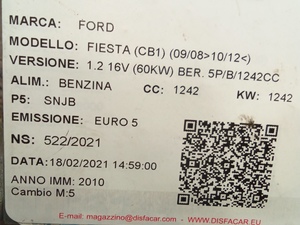 MARCA: FORD
MODELLO: FIESTA (CB1) (09/08>10/12<)
VERSIONE: 1.2 16V (60KW) BER. 5P/B/1242CC
ALIM.: BENZINA CC: 1242 KW: 1242
P5: SNJB
EMISSIONE: EURO 5
NS: 522/2021
DATA: 18/02/2021 14:59:00
ANNO IMM: 2010
Cambio M:5
E-mail: magazzino@disfacar.com - WWW.DISFACAR.EU